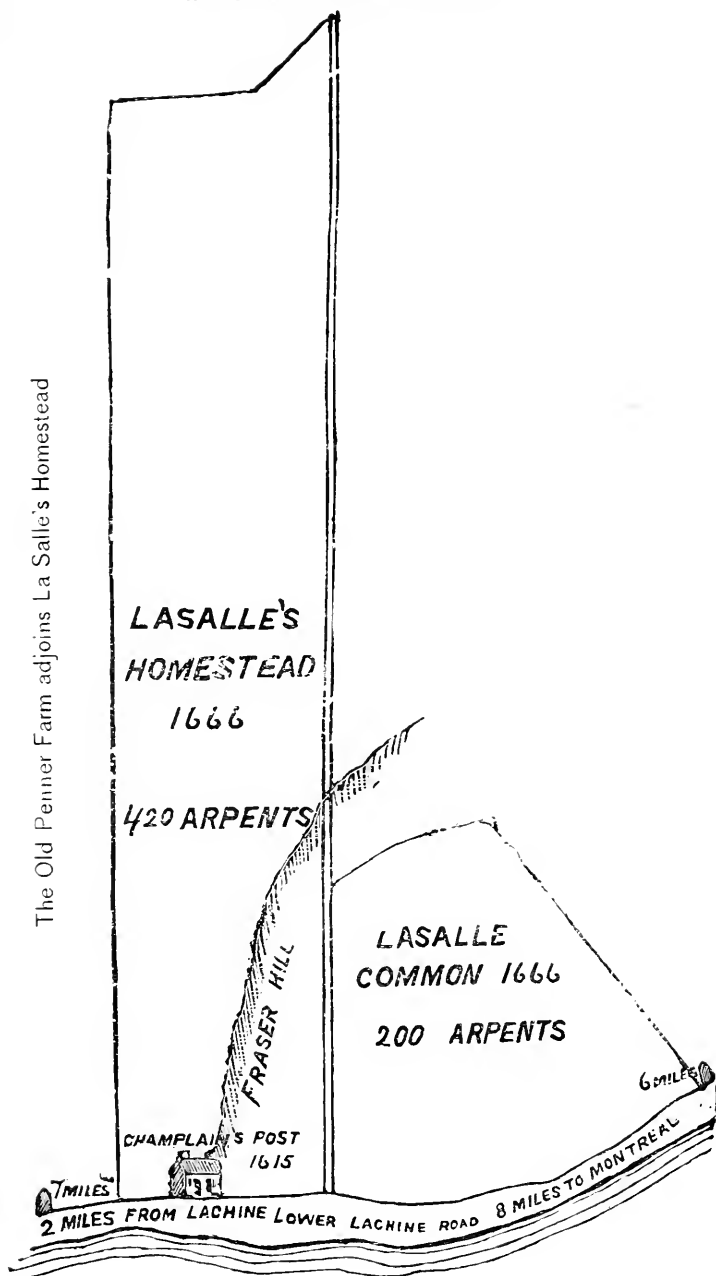 The Old Penner Farm adjoins La Salle's Homestead
LASALLE'S
HOMESTEAD
1666
420 ARPENTS
FRASER HILL
LASALLE
COMMON 1666
200 ARPENTS
CHAMPLAIN'S POST
1615
7 MILES
6 MILES
2 MILES FROM LACHINE LOWER LACHINE ROAD 8 MILES TO MONTREAL